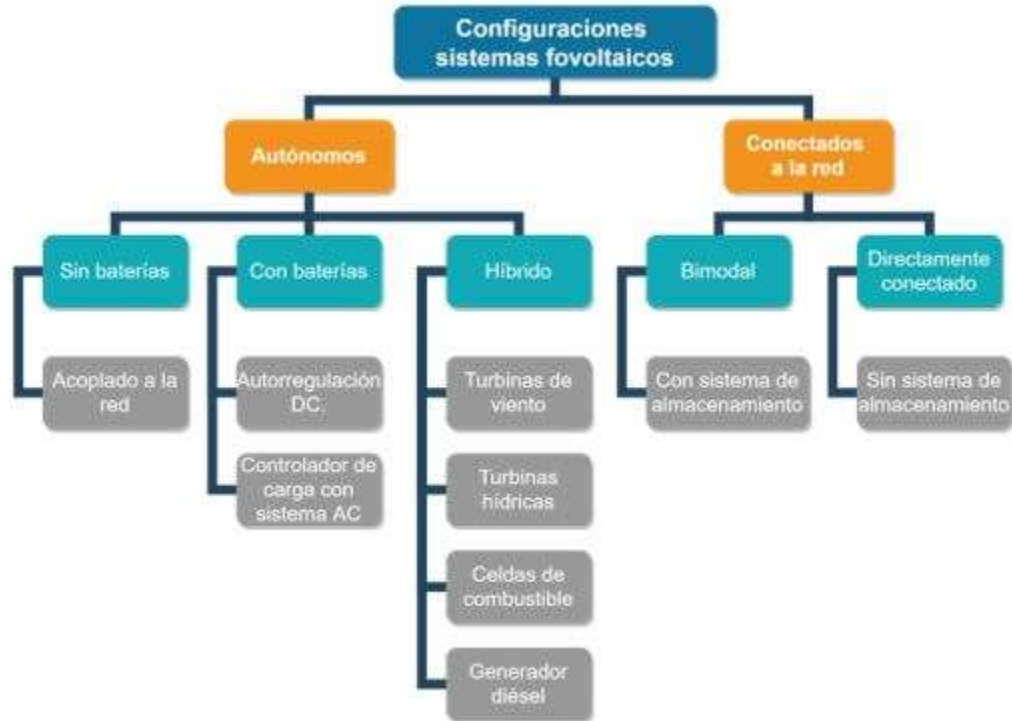 Configuraciones
sistemas fovoltaicos
Autónomos
Conectados
a la red
Sin baterías
Con baterías
Híbrido
Bimodal
Directamente
conectado
Acoplado a la
red
Autorregulación
DC.
Controlador de
carga con
sistema AC
Turbinas de
viento
Turbinas
hídricas
Celdas de
combustible
Generador
diésel
Con sistema de
almacenamiento
Sin sistema de
almacenamiento